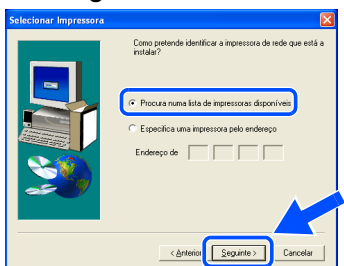 Selecionar Impressora
Como pretende identificar a impressora de rede que está a
instalar?
Procura numa lista de impressoras disponíveis
Especifica uma impressora pelo endereço
Endereço de
< Anterior
Seguinte >
Cancelar